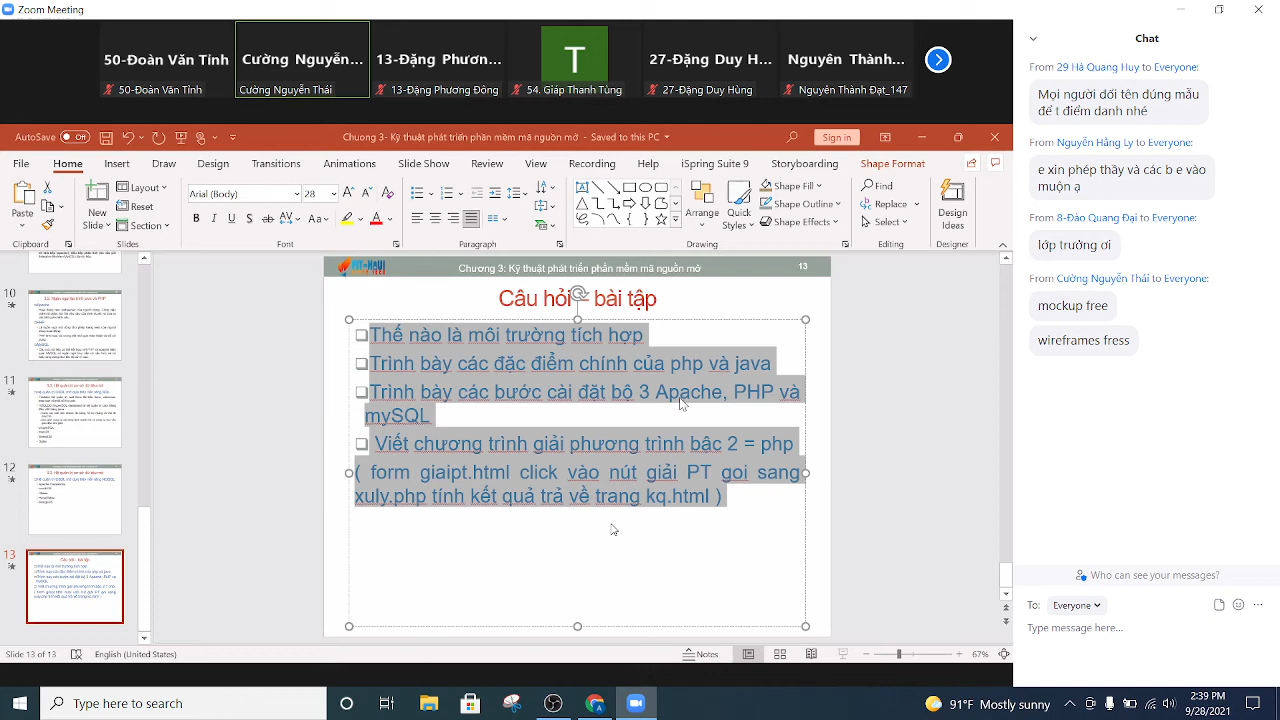 Zoom Meeting
50-Đoàn Văn Tính
Cường Nguyễn...
13-Đặng Phươn...
T
27-Đặng Duy H...
Nguyên Thành...
50-Đoàn Văn Tính
Cường Nguyễn Thái
13-Đặng Phương Đông
54. Giáp Thanh Tùng
27-Đặng Duy Hùng
Nguyên Thành Đạt_147
AutoSave Off
Chương 3- Kỹ thuật phát triển phần mềm mã nguồn mở - Saved to this PC
Sign in
File Home Insert Draw Design Transitions Animations Slide Show Review View Recording Help iSpring Suite 9 Storyboarding Shape Format
Paste
New
Slide
Layout
Reset
Section
Arial (Body) 28
Arrange
Quick
Styles
Shape Fill
Shape Outline
Shape Effects
Find
Replace
Select
Design
Ideas
Clipboard Slides Font Paragraph Drawing Editing Designer
10
11
12
13
Chương 3: Kỹ thuật phát triển phần mềm mã nguồn mở 13
Câu hỏi - bài tập
Thế nào là môi trường tích hợp
Trình bày các đặc điểm chính của php và java
Trình bày các bước cài đặt bộ 3 Apache, PHP và
mySQL
Viết chương trình giải phương trình bậc 2 = php
( form giaipt.htm click vào nút giải PT gọi sang
xuly.php tính kết quả trả về trang kq.html )
Slide 13 of 13 English (United States) Notes 67%
Type here to search
91°F Mostly sunny
2:39 PM
9/28/2021
Chat
From 29 Hà Quang Huy to Everyone:
Mọi người đổi tên đúng mẫu
để t điểm danh nhé
From Nguyễn Hằng Ly to Everyone:
e xin phép thầy và các b e vào
muộn ạ
From 8-Đào Quang Đại to Everyone:
lớp trưởng ơi
From Cường Nguyễn Thái to Everyone:
mockup free
wireframe boss
Who can see your messages?
To: Everyone
Type message here...